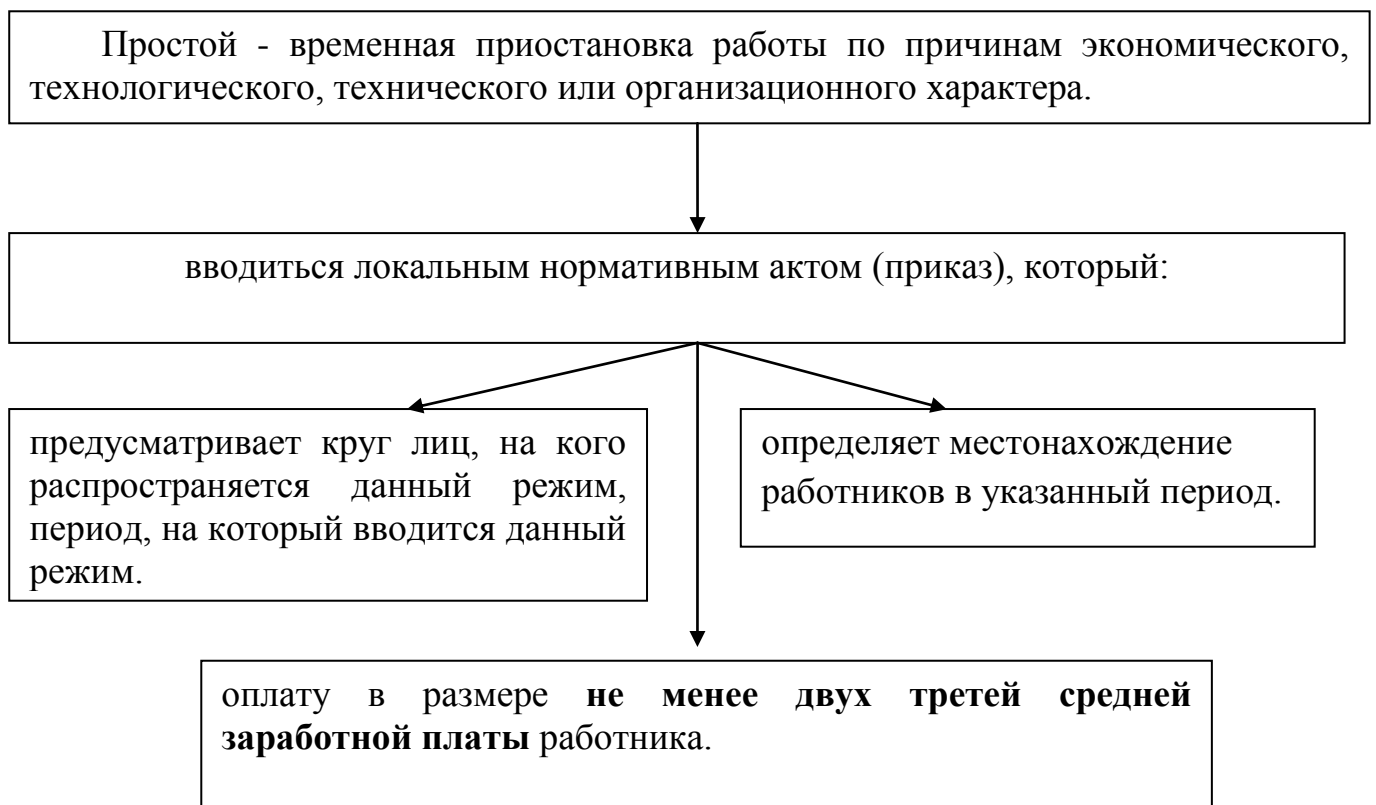 Простой - временная приостановка работы по причинам экономического,
технологического, технического или организационного характера.
вводиться локальным нормативным актом (приказ), который:
предусматривает круг лиц, на кого
распространяется данный режим,
период, на который вводится данный
режим.
определяет местонахождение
работников в указанный период.
оплату в размере не менее двух третей средней
заработной платы работника.